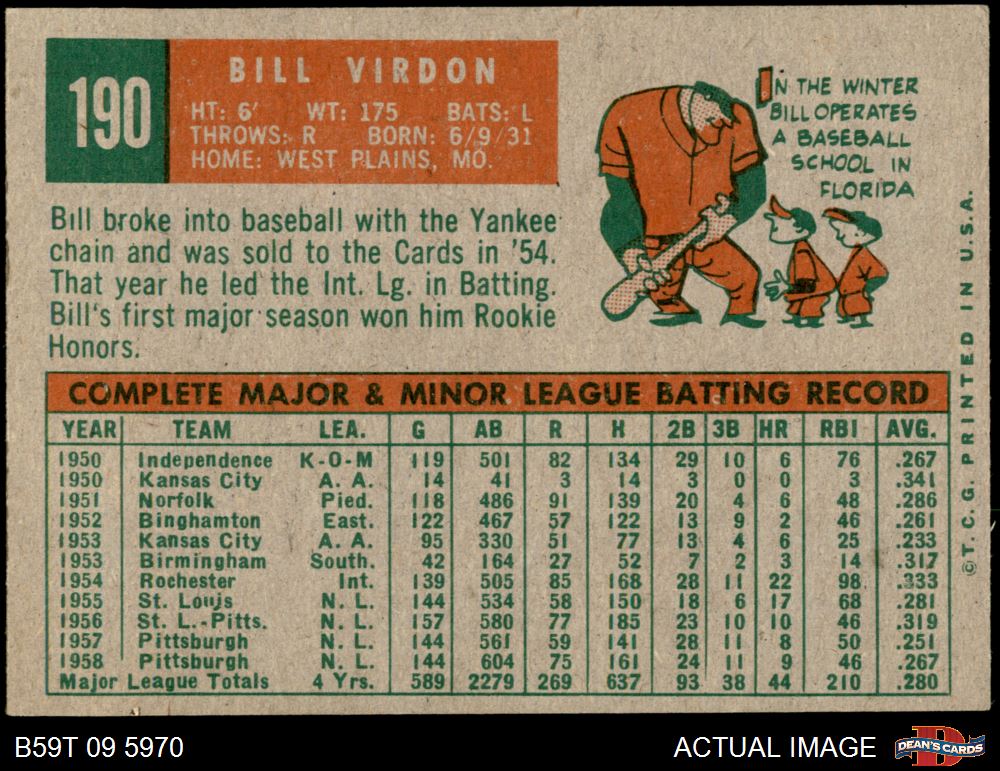 190
BILL VIRDON
HT: 6' WT: 175 BATS: L
THROWS: R BORN: 6/9/31
HOME: WEST PLAINS, MO.
IN THE WINTER
BILL OPERATES
A BASEBALL
SCHOOL IN
FLORIDA
Bill broke into baseball with the Yankee
chain and was sold to the Cards in '54.
That year he led the Int. Lg. in Batting.
Bill's first major season won him Rookie
Honors.
COMPLETE MAJOR & MINOR LEAGUE BATTING RECORD
YEAR TEAM LEA. G AB R H 2B 3B HR RBI AVG.
1950 Independence K-O-M 119 501 82 134 29 10 6 76 .267
1950 Kansas City A. A. 14 41 3 14 3 0 0 3 .341
1951 Norfolk Pied. 118 486 91 139 20 4 6 48 .286
1952 Binghamton East. 122 467 57 122 13 9 2 46 .261
1953 Kansas City A. A. 95 330 51 77 13 4 6 25 .233
1953 Birmingham South. 42 164 27 52 7 2 3 14 .317
1954 Rochester Int. 139 505 85 168 28 11 22 98 .333
1955 St. Louis N. L. 144 534 58 150 18 6 17 68 .281
1956 St. L.-Pitts. N. L. 157 580 77 185 23 10 10 46 .319
1957 Pittsburgh N. L. 144 561 59 141 28 11 8 50 .251
1958 Pittsburgh N. L. 144 604 75 161 24 11 9 46 .267
Major League Totals 4 Yrs. 589 2279 269 637 93 38 44 210 .280
© T. C. G. PRINTED IN U.S.A.
B59T 09 5970
ACTUAL IMAGE
D
DEAN'S CARDS